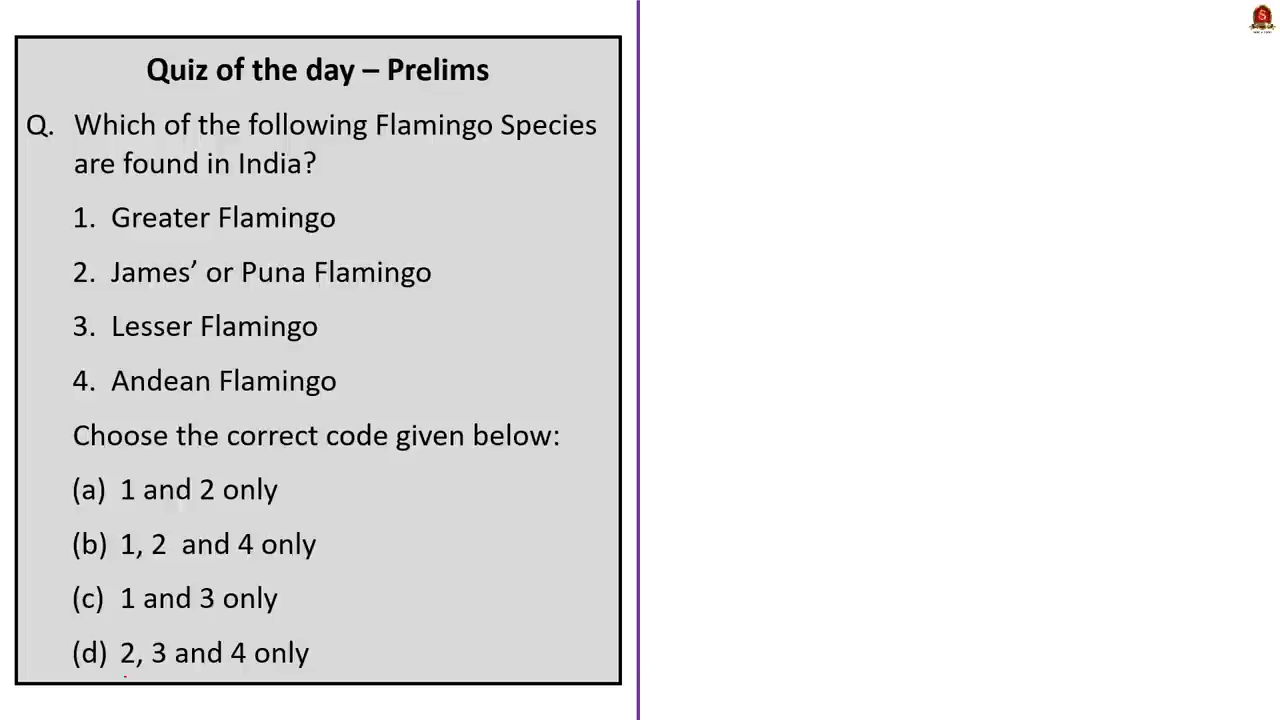 Quiz of the day – Prelims
Q. Which of the following Flamingo Species
are found in India?
1. Greater Flamingo
2. James’ or Puna Flamingo
3. Lesser Flamingo
4. Andean Flamingo
Choose the correct code given below:
(a) 1 and 2 only
(b) 1, 2 and 4 only
(c) 1 and 3 only
(d) 2, 3 and 4 only